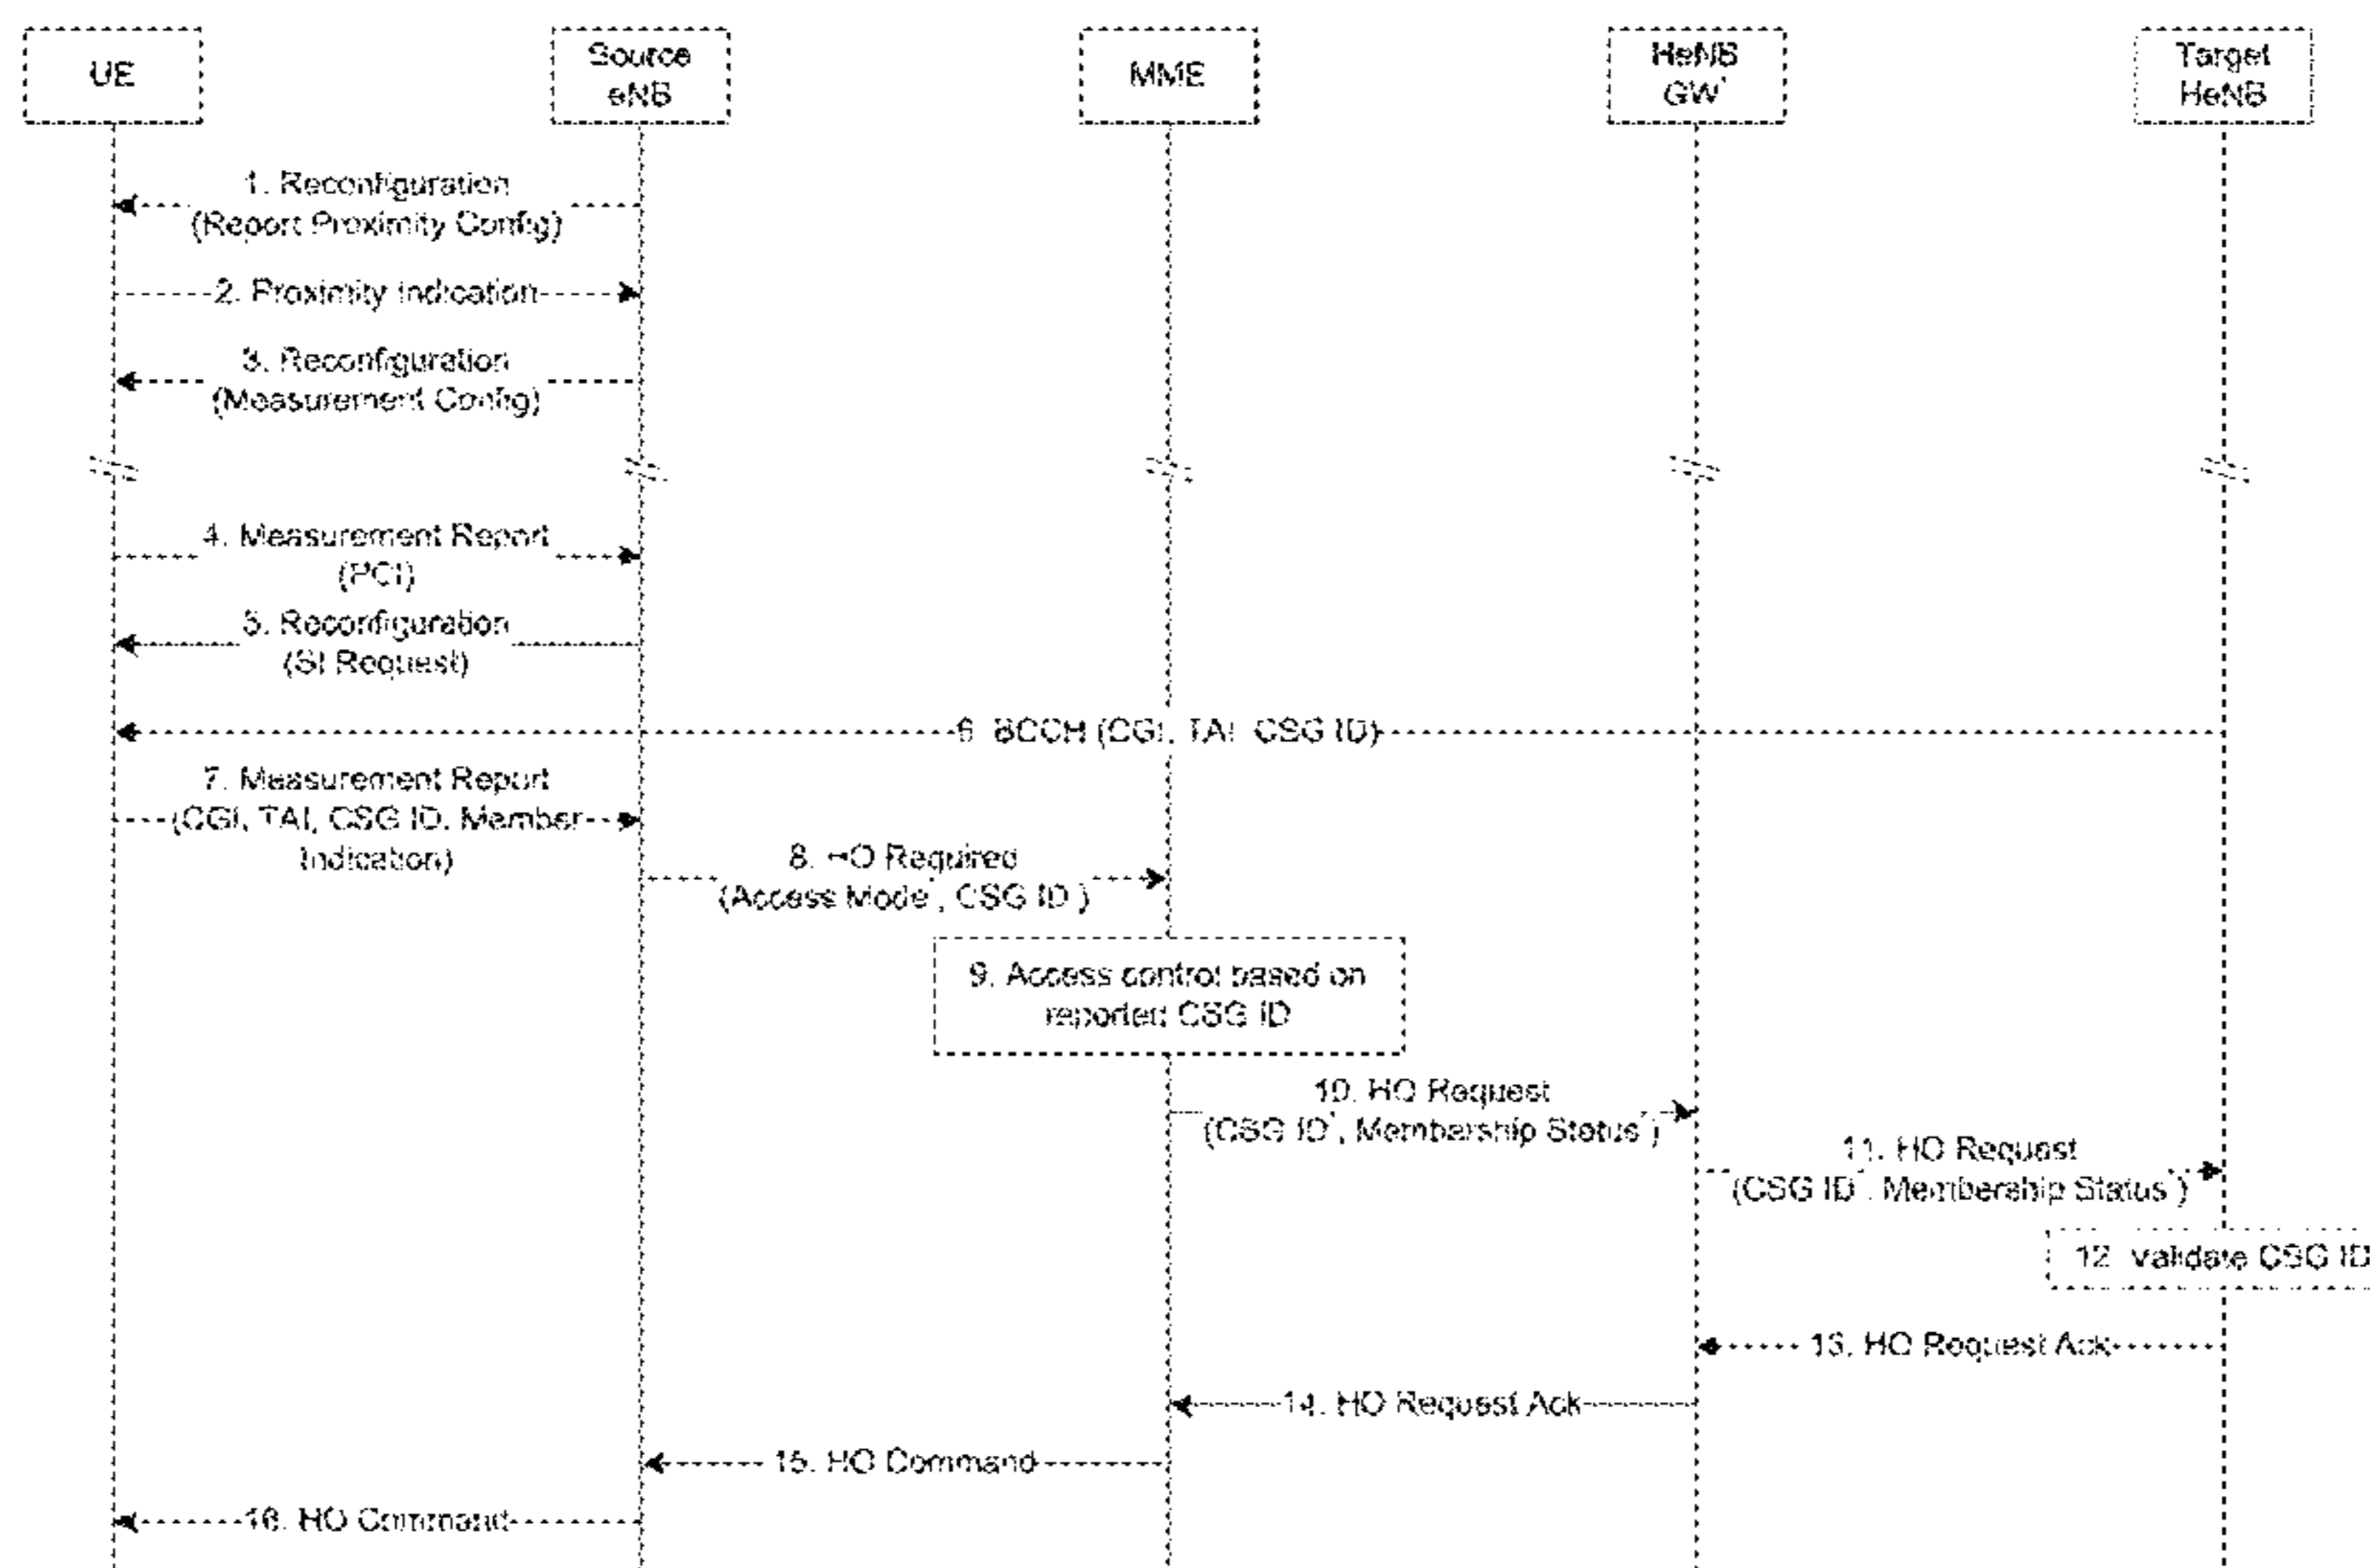 UE
Source
eNB
MME
HeNB
GW*
Target
HeNB
1. Reconfiguration
(Report Proximity Config)
2. Proximity Indication
3. Reconfiguration
(Measurement Config)
4. Measurement Report
(PCI)
5. Reconfiguration
(SI Request)
6. BCCH (CGI, TAI, CSG ID)
7. Measurement Report
(CGI, TAI, CSG ID, Member
Indication)
8. HO Required
(Access Mode*, CSG ID*)
9. Access control based on
reported CSG ID
10. HO Request
(CSG ID*, Membership Status*)
11. HO Request
(CSG ID*, Membership Status*)
12. Validate CSG ID
13. HO Request Ack
14. HO Request Ack
15. HO Command
16. HO Command